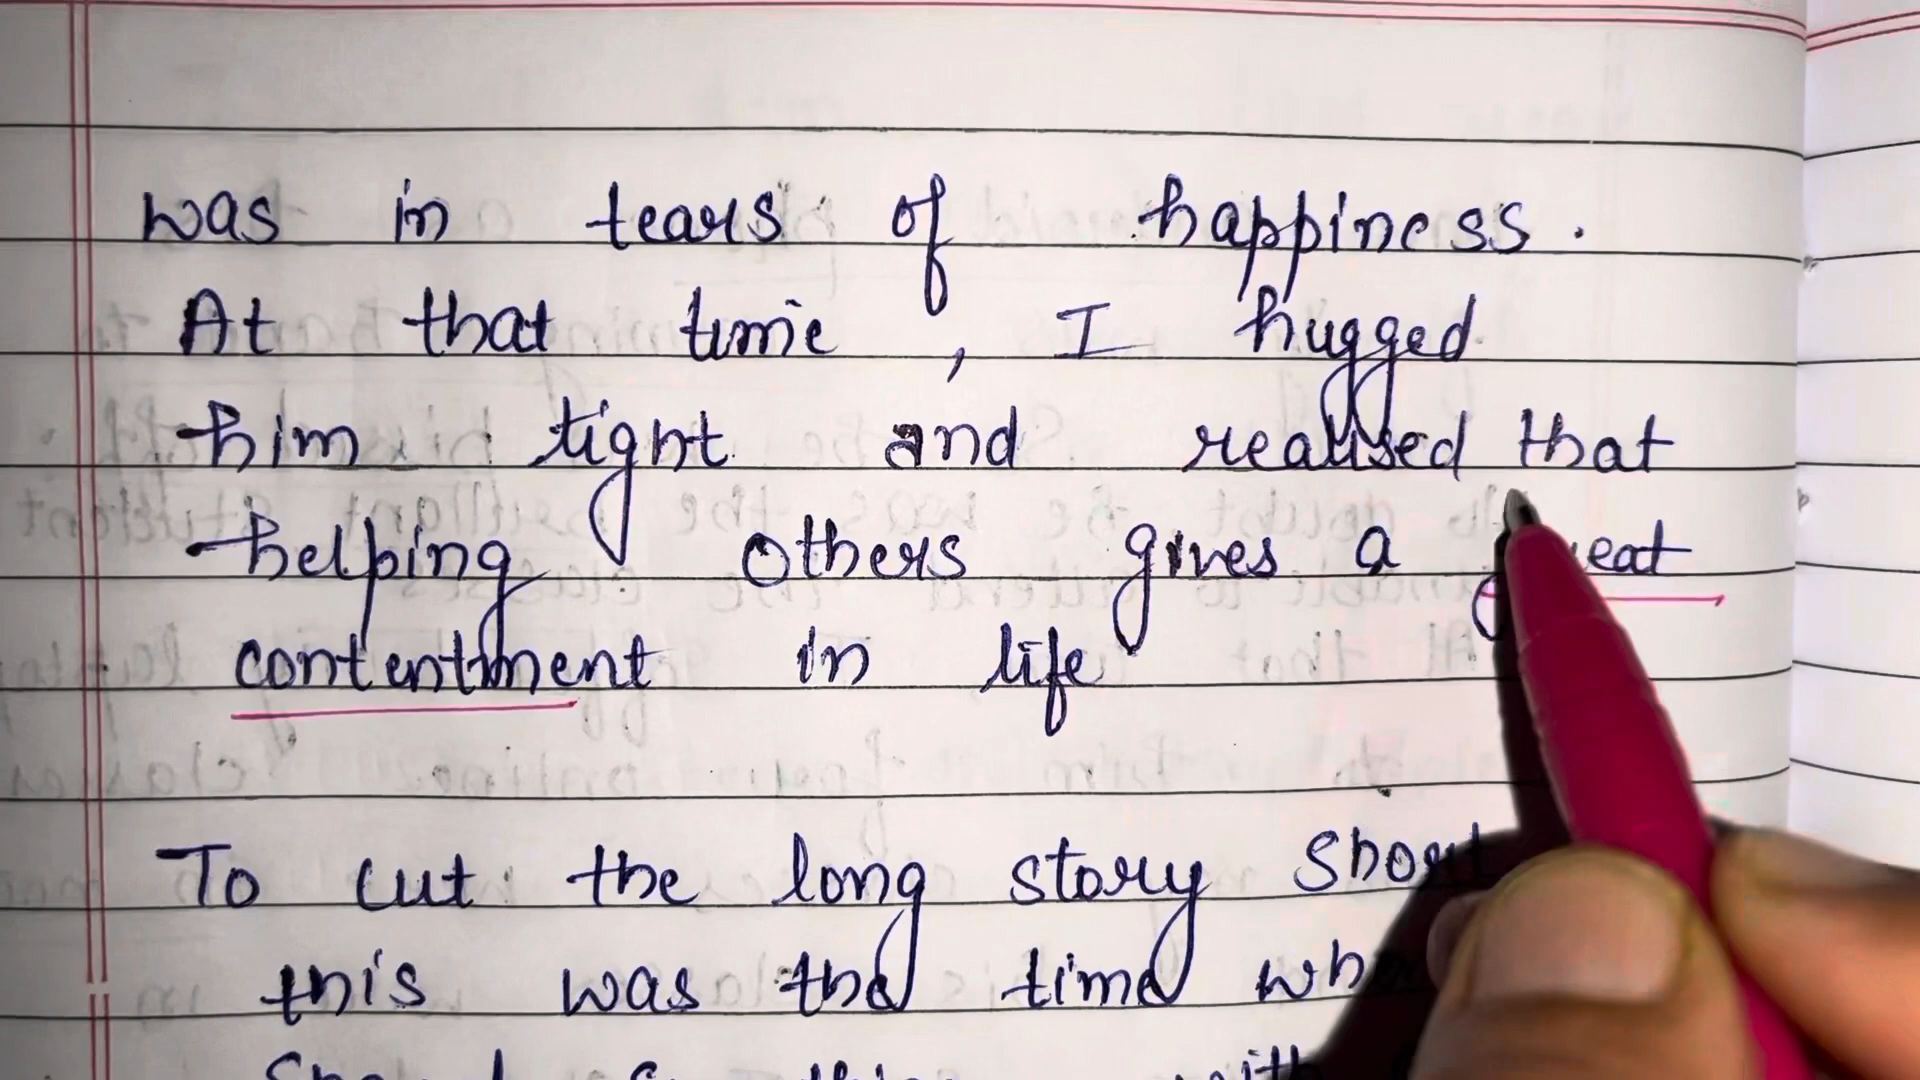 was in tears of happiness.
At that time, I hugged
him tight and realised that
helping others gives a great
contentment in life
To cut the long story short
this was the time